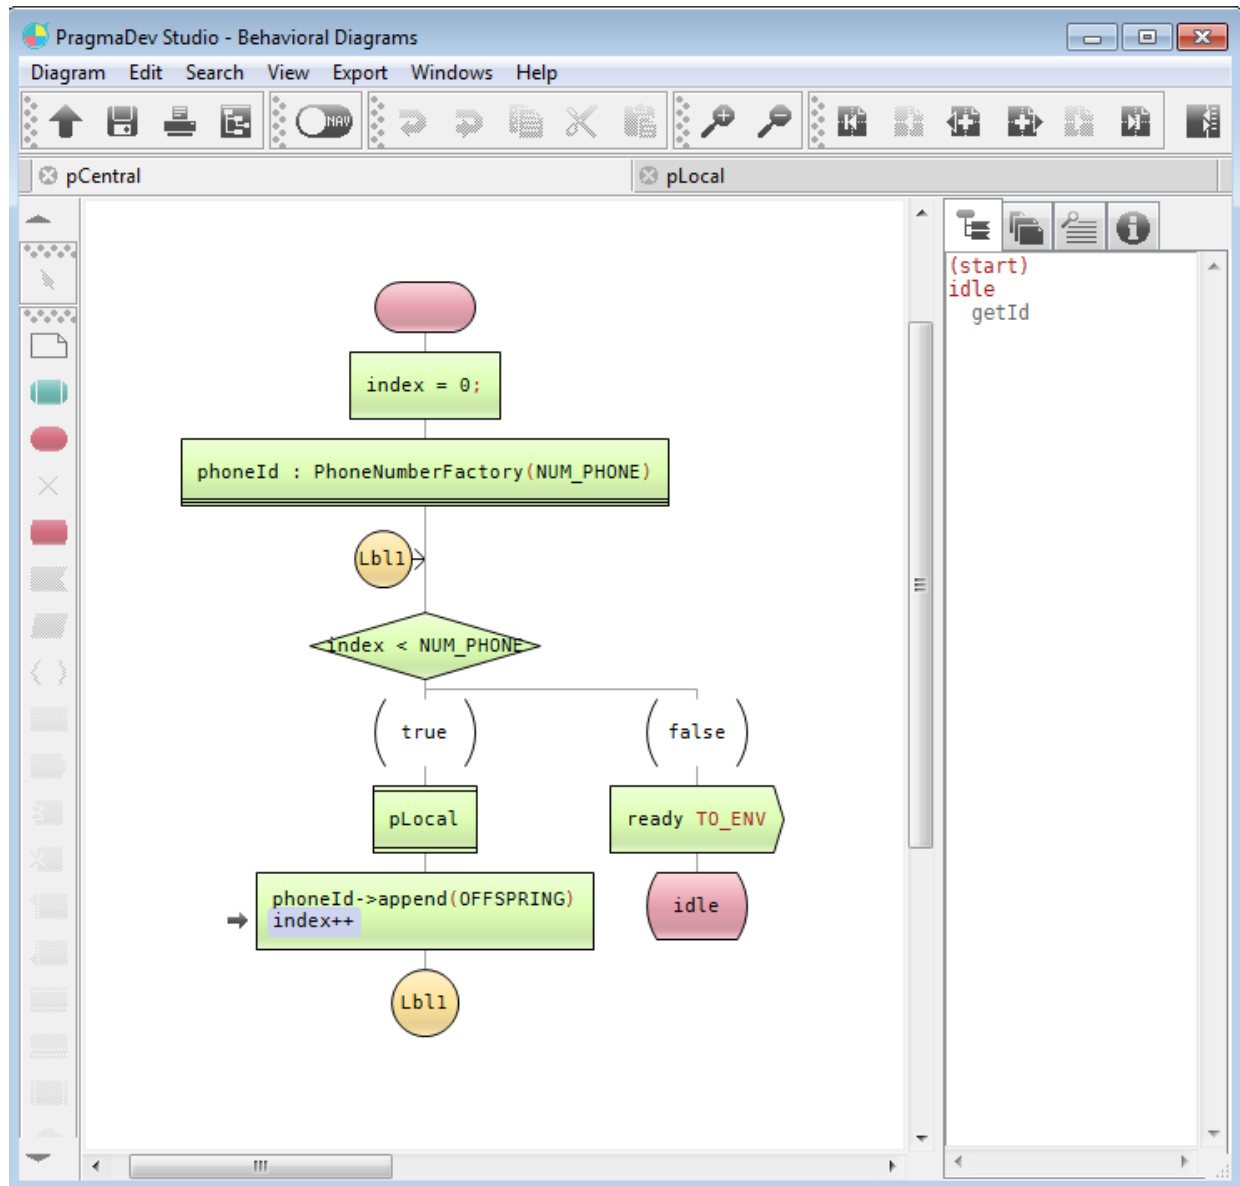 PragmaDev Studio - Behavioral Diagrams
Diagram Edit Search View Export Windows Help
NAV
pCentral
pLocal
(start)
idle
getId
index = 0;
phoneId : PhoneNumberFactory(NUM_PHONE)
Lbl1
index < NUM_PHONE
true
false
pLocal
ready TO_ENV
phoneId->append(OFFSPRING)
index++
idle
Lbl1